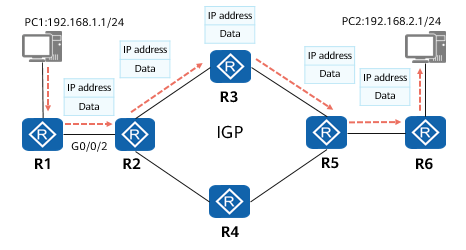 PC1:192.168.1.1/24
IP address
Data
PC2:192.168.2.1/24
IP address
Data
IP address
Data
IP address
Data
IP address
Data
R
R3
R
R
R
R
R1
G0/0/2
R2
IGP
R5
R6
R
R4